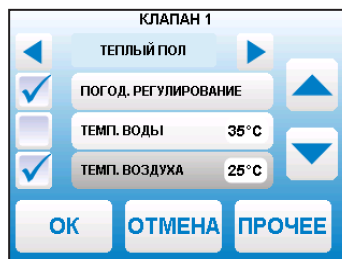 КЛАПАН 1
ТЕПЛЫЙ ПОЛ
ПОГОД. РЕГУЛИРОВАНИЕ
ТЕМП. ВОДЫ 35°C
ТЕМП. ВОЗДУХА 25°C
ОК ОТМЕНА ПРОЧЕЕ